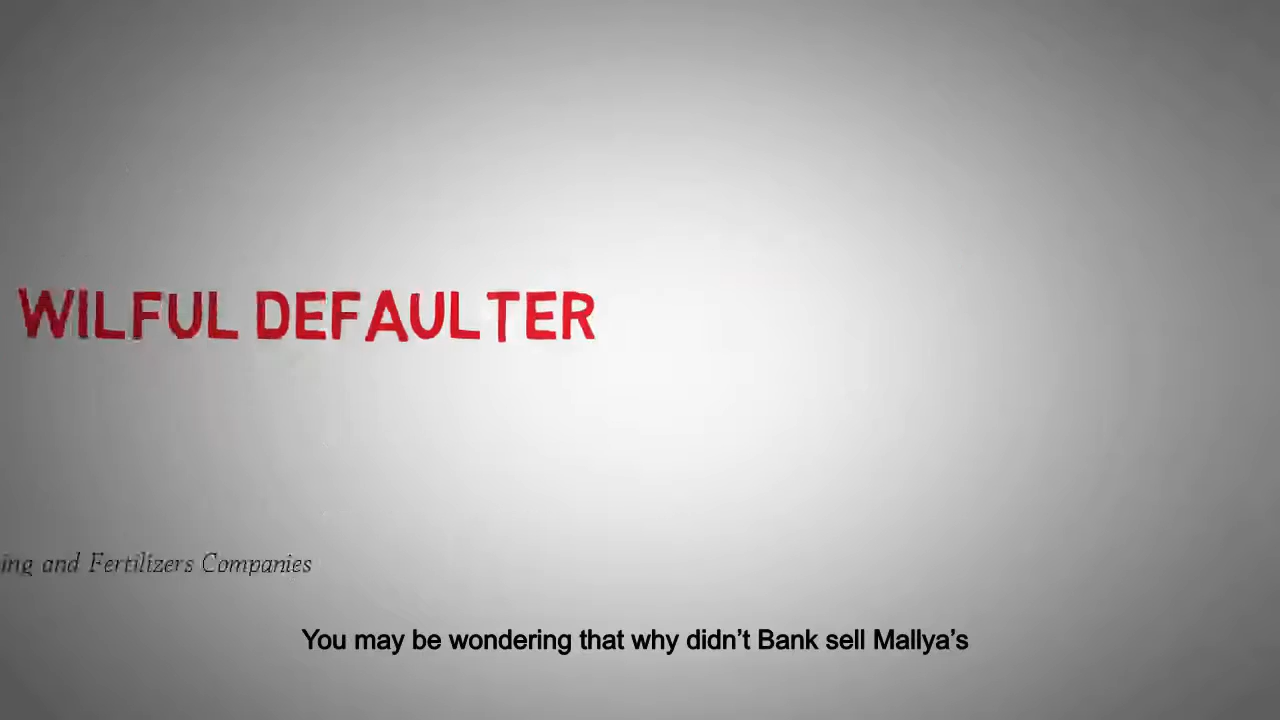 WILFUL DEFAULTER
ing and Fertilizers Companies
You may be wondering that why didn’t Bank sell Mallya’s